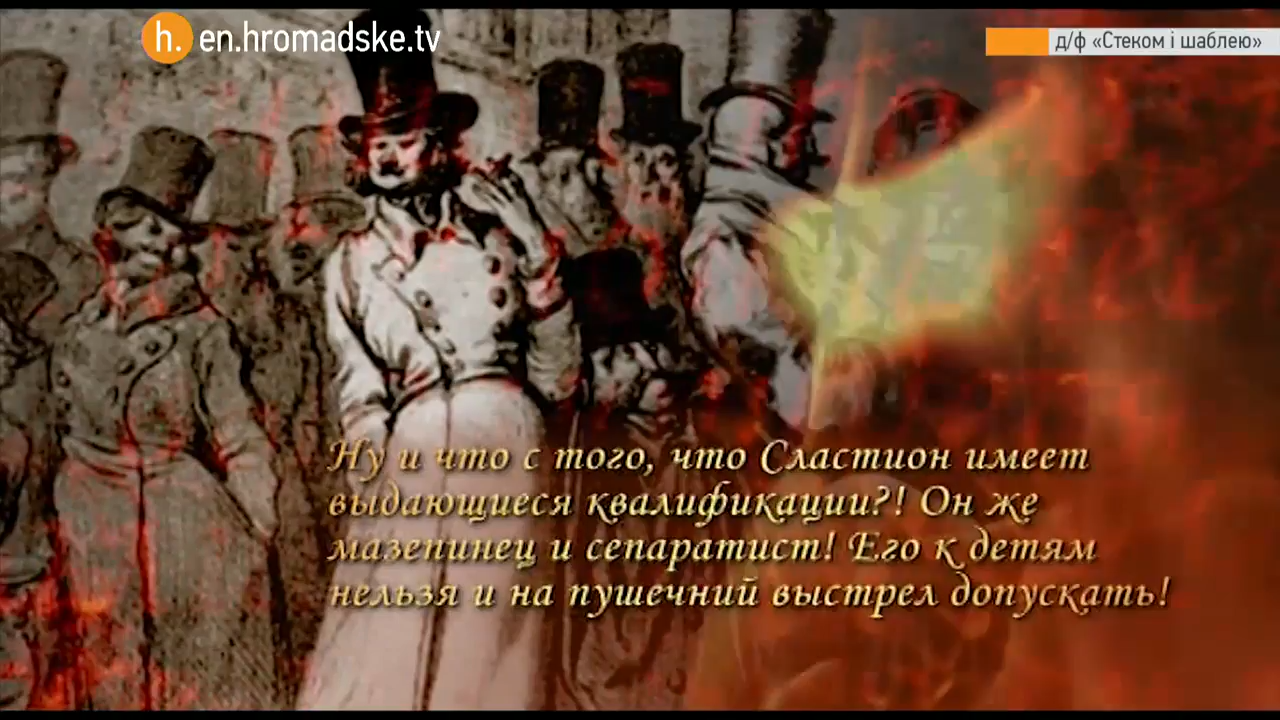 h. en.hromadske.tv
д/ф «Стеком і шаблею»
Ну и что с того, что Сластион имеет
выдающиеся квалификации?! Он же
мазепинец и сепаратист! Его к детям
нельзя и на пушечний выстрел допускать!